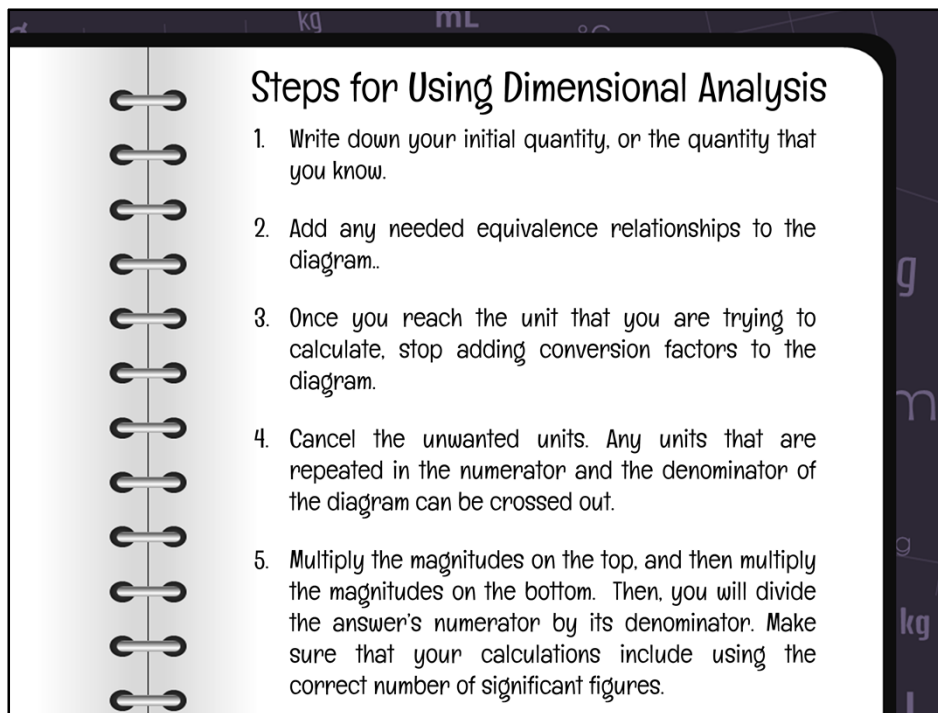 kg
mL
°C
Steps for Using Dimensional Analysis
1. Write down your initial quantity, or the quantity that
you know.
2. Add any needed equivalence relationships to the
diagram..
3. Once you reach the unit that you are trying to
calculate, stop adding conversion factors to the
diagram.
4. Cancel the unwanted units. Any units that are
repeated in the numerator and the denominator of
the diagram can be crossed out.
5. Multiply the magnitudes on the top, and then multiply
the magnitudes on the bottom. Then, you will divide
the answer's numerator by its denominator. Make
sure that your calculations include using the
correct number of significant figures.
g
m
g
kg